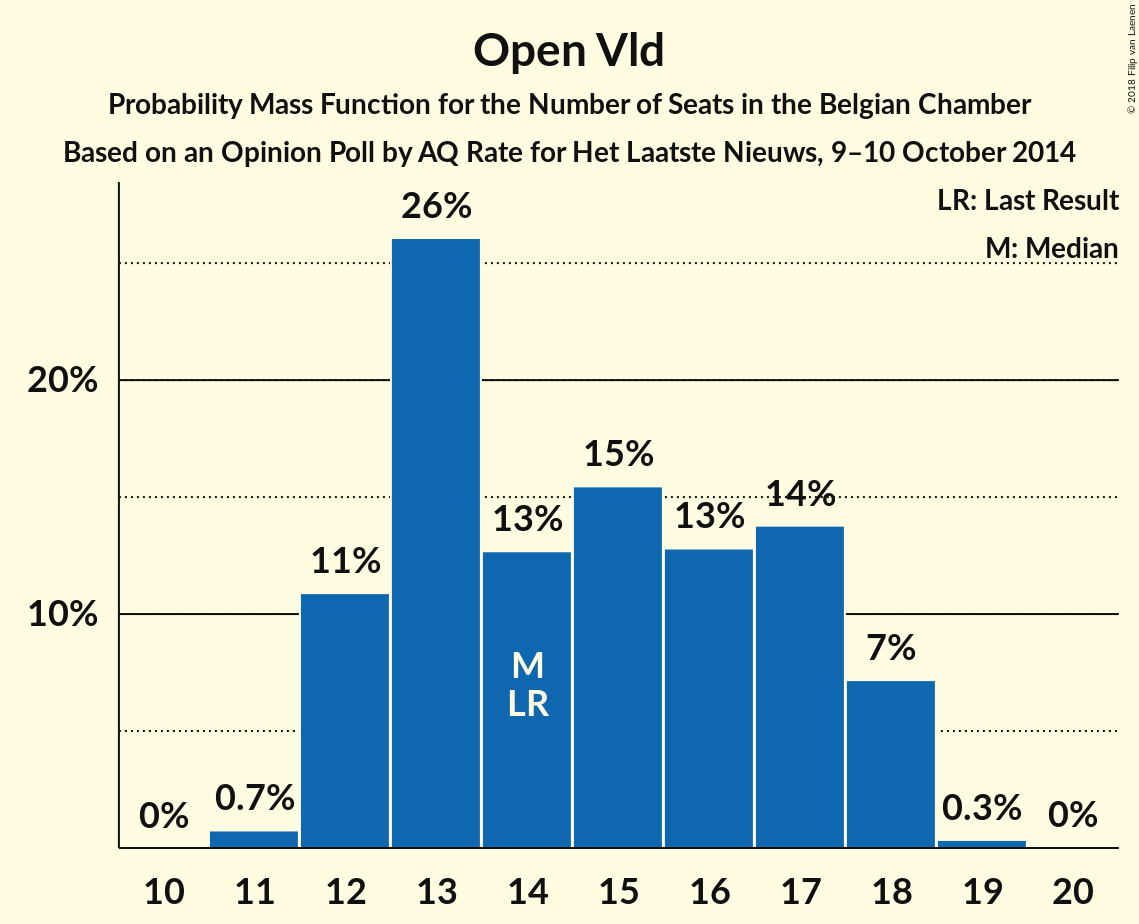 Open Vld
Probability Mass Function for the Number of Seats in the Belgian Chamber
Based on an Opinion Poll by AQ Rate for Het Laatste Nieuws, 9–10 October 2014
© 2018 Filip van Laenen
LR: Last Result
M: Median
26%
20%
15%
14%
13%
13%
11%
10%
M
LR
7%
0.7%
0.3%
0%
0%
10 11 12 13 14 15 16 17 18 19 20